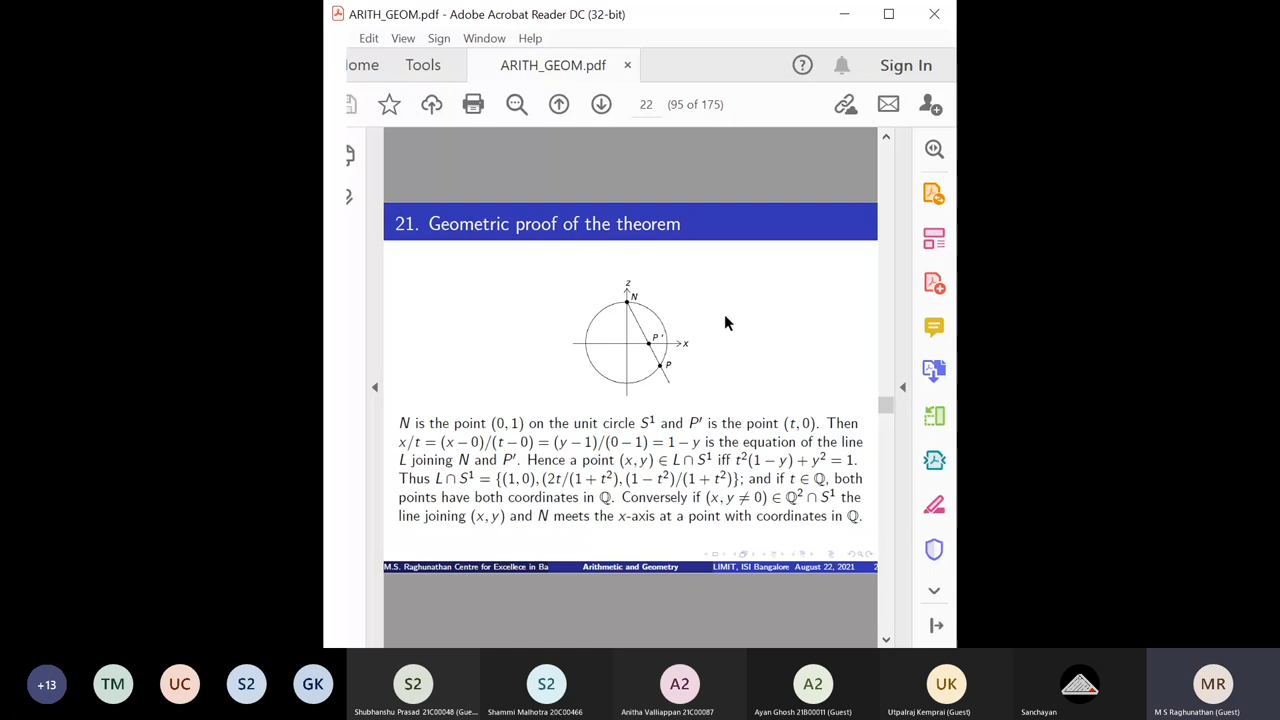 ARITH_GEOM.pdf - Adobe Acrobat Reader DC (32-bit)
Edit View Sign Window Help
ome Tools ARITH_GEOM.pdf × Sign In
22 (95 of 175)
21. Geometric proof of the theorem
z
N
P'
x
P
N is the point (0, 1) on the unit circle S¹ and P′ is the point (t, 0). Then
x/t = (x − 0)/(t − 0) = (y − 1)/(0 − 1) = 1 − y is the equation of the line
L joining N and P′. Hence a point (x, y) ∈ L ∩ S¹ iff t²(1 − y) + y² = 1.
Thus L ∩ S¹ = {(1, 0), (2t/(1 + t²), (1 − t²)/(1 + t²)}; and if t ∈ ℚ, both
points have both coordinates in ℚ. Conversely if (x, y ≠ 0) ∈ ℚ² ∩ S¹ the
line joining (x, y) and N meets the x-axis at a point with coordinates in ℚ.
M.S. Raghunathan Centre for Excellece in Ba Arithmetic and Geometry LIMIT, ISI Bangalore August 22, 2021 2
+13 TM UC S2 GK S2 S2 A2 A2 UK MR
Shubhanshu Prasad 21C00048 (Gue... Shammi Malhotra 20C00466 Anitha Valliappan 21C00087 Ayan Ghosh 21B00011 (Guest) Utpalraj Kemprai (Guest) Sanchayan M S Raghunathan (Guest)